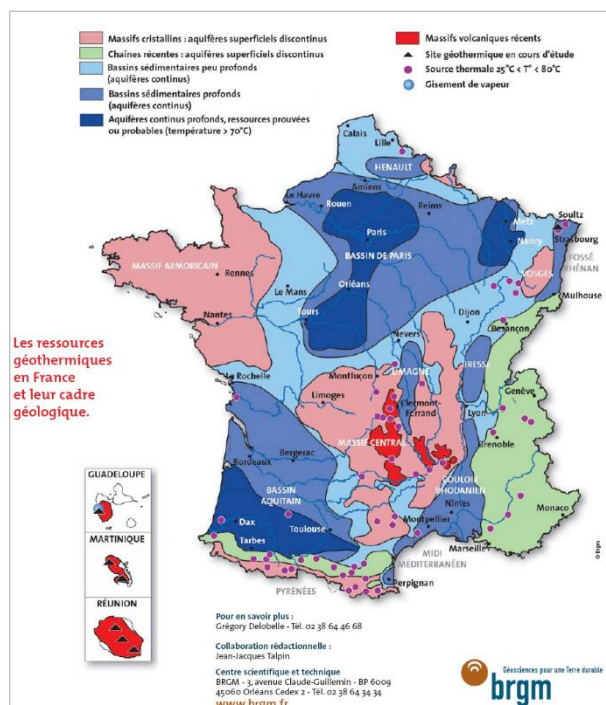 Massifs cristallins : aquifères superficiels discontinus
Chaînes récentes : aquifères superficiels discontinus
Bassins sédimentaires peu profonds
(aquifères continus)
Bassins sédimentaires profonds
(aquifères continus)
Aquifères continus profonds, ressources prouvées
ou probables (température > 70°C)
Massifs volcaniques récents
Site géothermique en cours d'étude
Source thermale 25°C < T° < 80°C
Gisement de vapeur
Calais
Lille
HENAULT
Amiens
Le Havre
Rouen
Reims
Metz
Soultz
Strasbourg
Paris
Nancy
BASSIN DE PARIS
FOSSÉ
RHÉNAN
VOSGES
MASSIF ARMORICAIN
Rennes
Le Mans
Orléans
Mulhouse
Nantes
Tours
Dijon
Besançon
Nevers
Les ressources
géothermiques
en France
et leur cadre
géologique.
La Rochelle
Montluçon
LIMAGNE
BRESSE
Limoges
Clermont-
Ferrand
Lyon
Genève
MASSIF CENTRAL
Grenoble
Bordeaux
Bergerac
COULOIR
RHODANIEN
GUADELOUPE
BASSIN
AQUITAIN
Nîmes
Monaco
Dax
Toulouse
Montpellier
MARTINIQUE
Tarbes
Marseille
MIDI
MÉDITERRANÉEN
PYRÉNÉES
Perpignan
RÉUNION
Pour en savoir plus :
Grégory Delobelle - Tél. 02 38 64 46 68
Collaboration rédactionnelle :
Jean-Jacques Talpin
Centre scientifique et technique
BRGM - 3, avenue Claude-Guillemin - BP 6009
45060 Orléans Cedex 2 - Tél. 02 38 64 34 34
www.brgm.fr
Géosciences pour une Terre durable
brgm